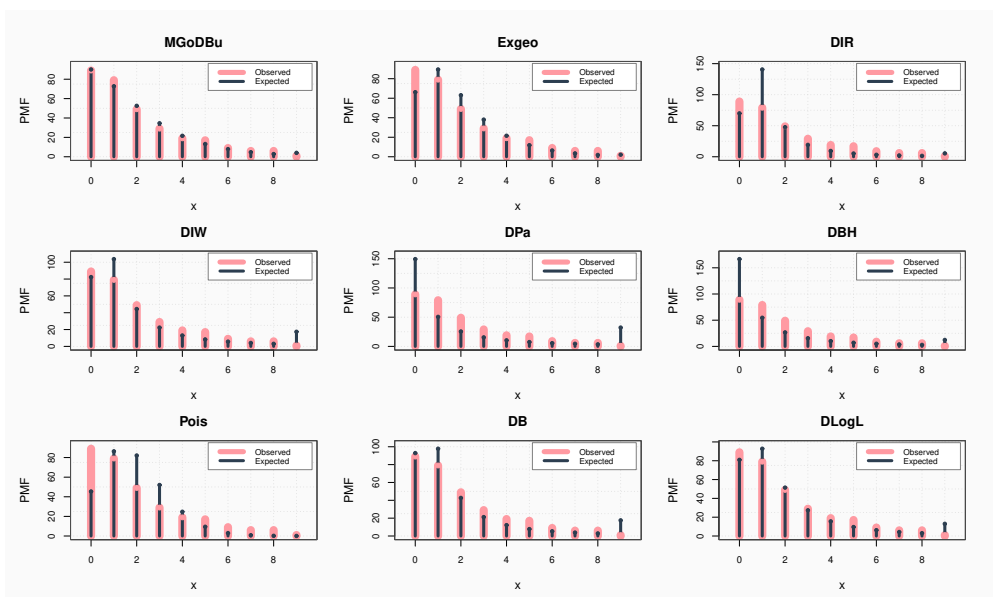 MGoDBu
PMF
0 20 40 60 80
Observed
Expected
0 2 4 6 8
x
Exgeo
PMF
0 20 40 60 80
Observed
Expected
0 2 4 6 8
x
DIR
PMF
0 50 100 150
Observed
Expected
0 2 4 6 8
x
DIW
PMF
0 20 60 100
Observed
Expected
0 2 4 6 8
x
DPa
PMF
0 50 100 150
Observed
Expected
0 2 4 6 8
x
DBH
PMF
0 50 100 150
Observed
Expected
0 2 4 6 8
x
Pois
PMF
0 20 40 60 80
Observed
Expected
0 2 4 6 8
x
DB
PMF
0 20 60 100
Observed
Expected
0 2 4 6 8
x
DLogL
PMF
0 20 40 60 80
Observed
Expected
0 2 4 6 8
x